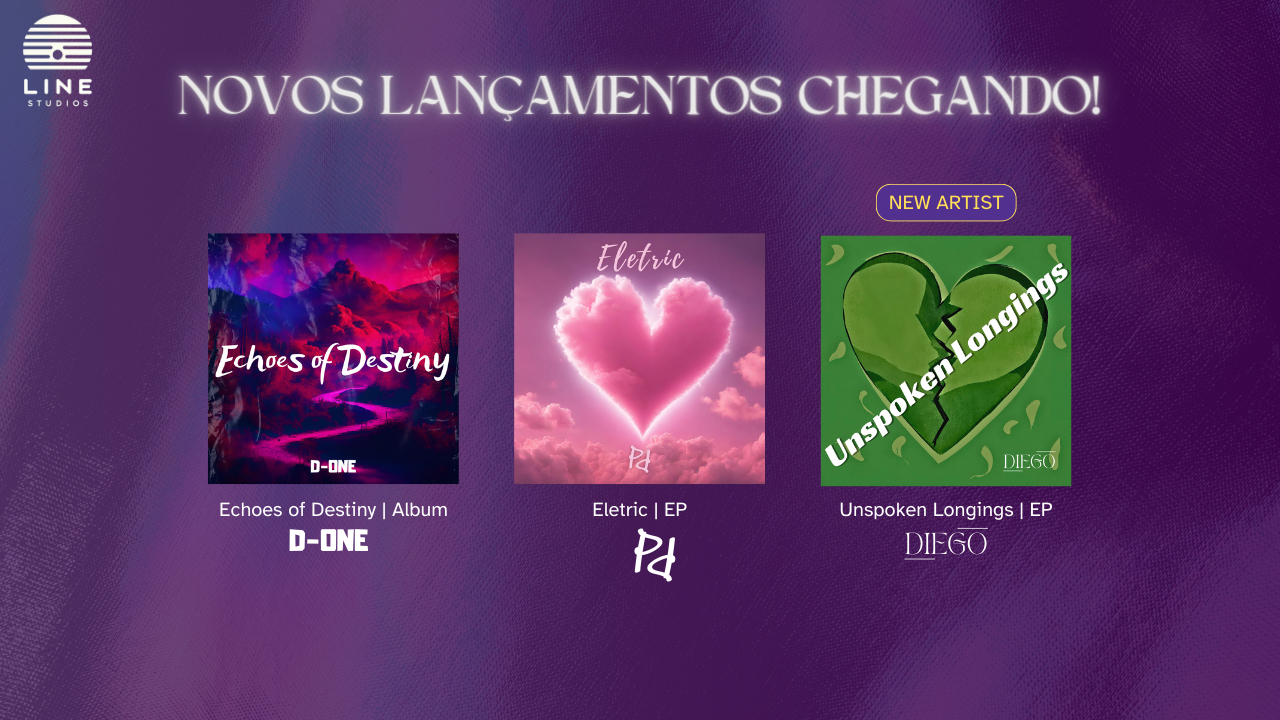 LINE
STUDIOS
NOVOS LANÇAMENTOS CHEGANDO!
NEW ARTIST
Echoes of Destiny
D-ONE
Eletric
Pd
Unspoken Longings
DIEGO
Echoes of Destiny | Album
D-ONE
Eletric | EP
Pd
Unspoken Longings | EP
DIEGO